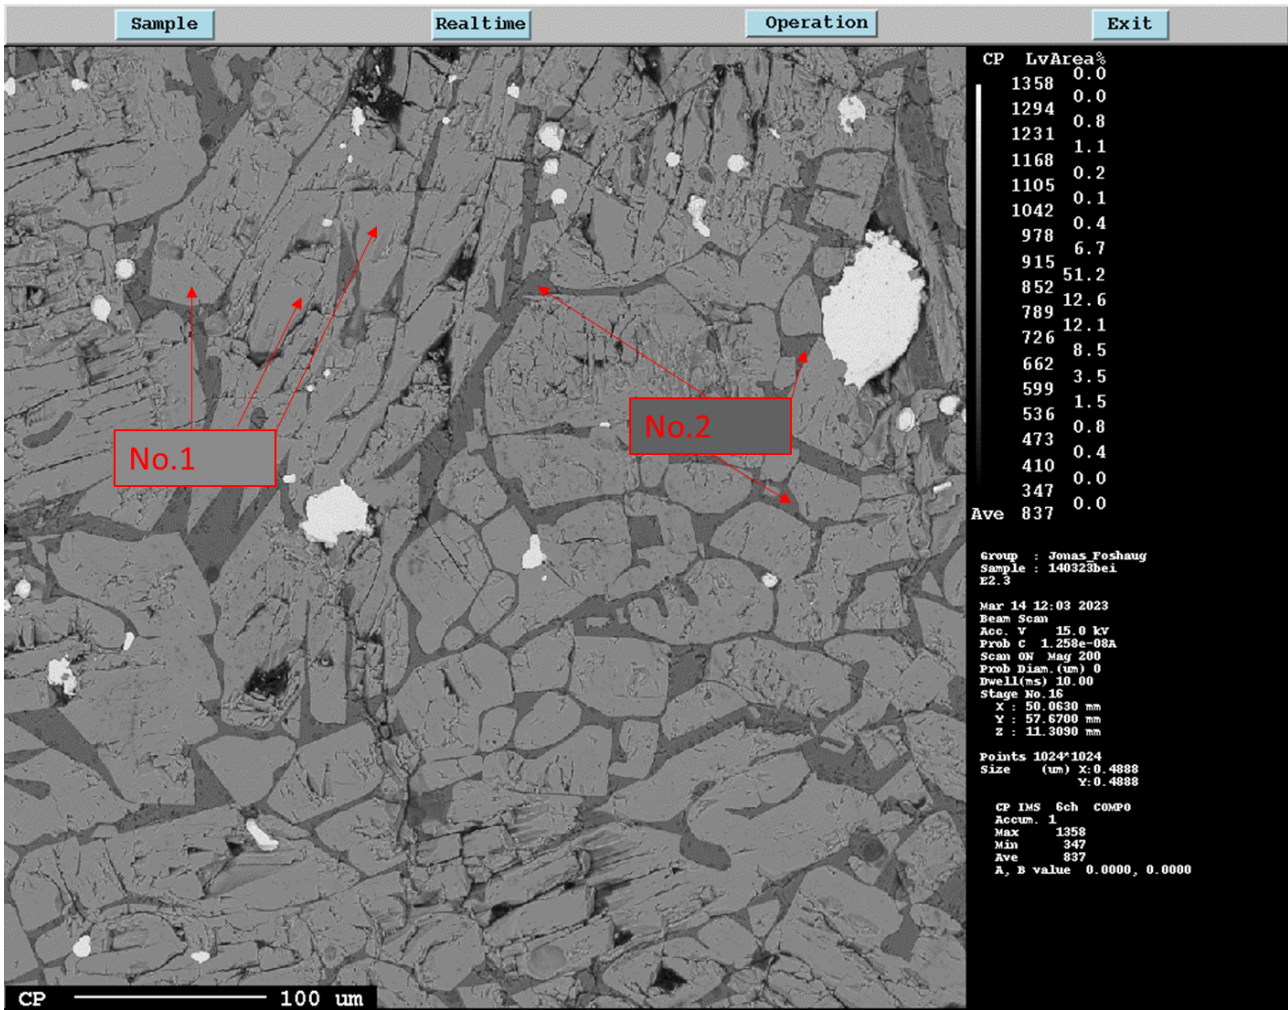 Sample Realtime Operation Exit
CP LvArea%
0.0
1358
0.0
1294
0.8
1231
1.1
1168
0.2
1105
0.1
1042
0.4
978
6.7
915
51.2
852
12.6
789
12.1
726
8.5
662
3.5
599
1.5
536
0.8
473
0.4
410
0.0
347
0.0
Ave 837
No.1
No.2
Group : Jonas_Foshaug
Sample : 140323bei
E2.3
Mar 14 12:03 2023
Beam Scan
Acc. V 15.0 kV
Prob C 1.258e-08A
Scan ON Mag 200
Prob Diam.(um) 0
Dwell(ms) 10.00
Stage No.16
X : 50.0630 mm
Y : 57.6700 mm
Z : 11.3090 mm
Points 1024*1024
Size (um) X:0.4888
Y:0.4888
CP IMS 6ch COMPO
Accum. 1
Max 1358
Min 347
Ave 837
A, B value 0.0000, 0.0000
CP 100 um